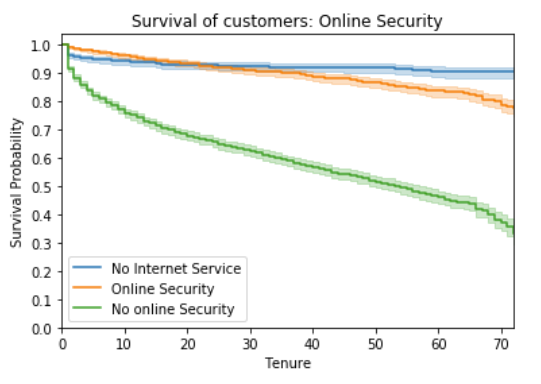 Survival of customers: Online Security
1.0
0.9
0.8
0.7
0.6
0.5
0.4
0.3
0.2
0.1
0.0
Survival Probability
No Internet Service
Online Security
No online Security
0 10 20 30 40 50 60 70
Tenure